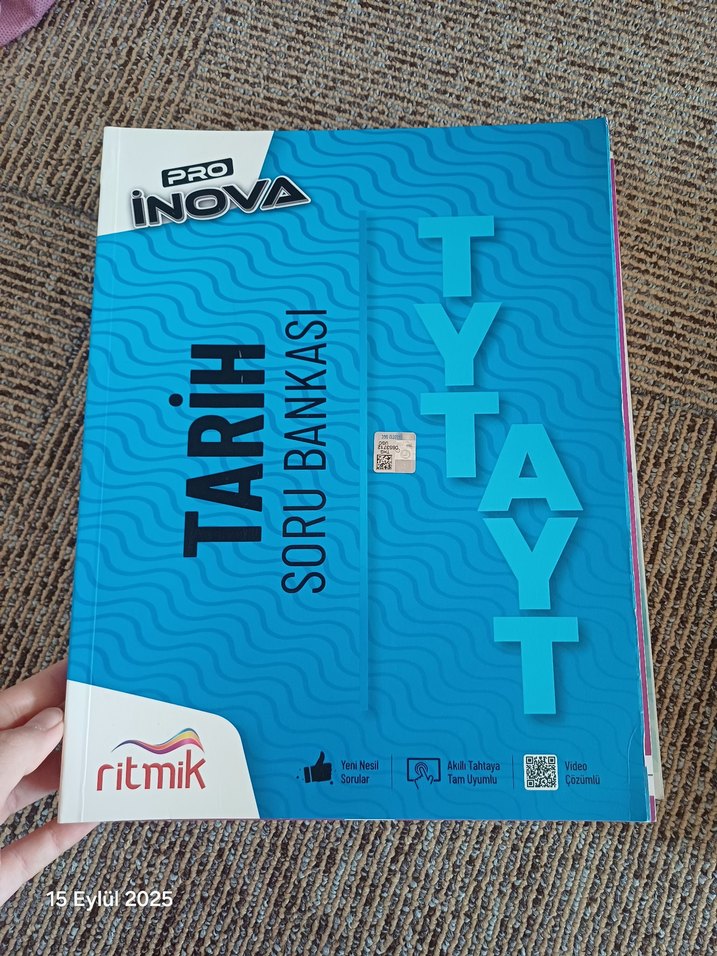 PRO
İNOVA
TYT
AYT
TARİH
SORU BANKASI
ritmik
Yeni Nesil
Sorular
Akıllı Tahtaya
Tam Uyumlu
Video
Çözümlü
15 Eylül 2025